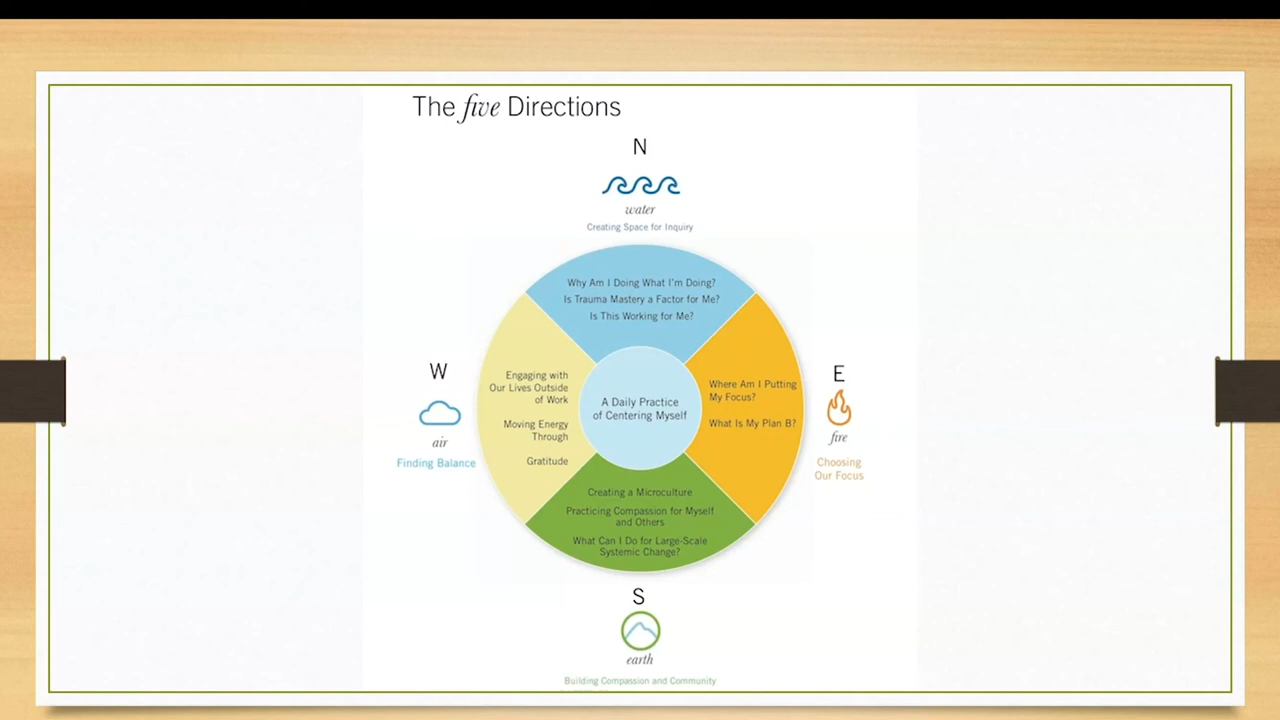 The five Directions
N
water
Creating Space for Inquiry
Why Am I Doing What I'm Doing?
Is Trauma Mastery a Factor for Me?
Is This Working for Me?
W
air
Finding Balance
Engaging with
Our Lives Outside
of Work
Moving Energy
Through
Gratitude
A Daily Practice
of Centering Myself
Where Am I Putting
My Focus?
What Is My Plan B?
E
fire
Choosing
Our Focus
Creating a Microculture
Practicing Compassion for Myself
and Others
What Can I Do for Large-Scale
Systemic Change?
S
earth
Building Compassion and Community